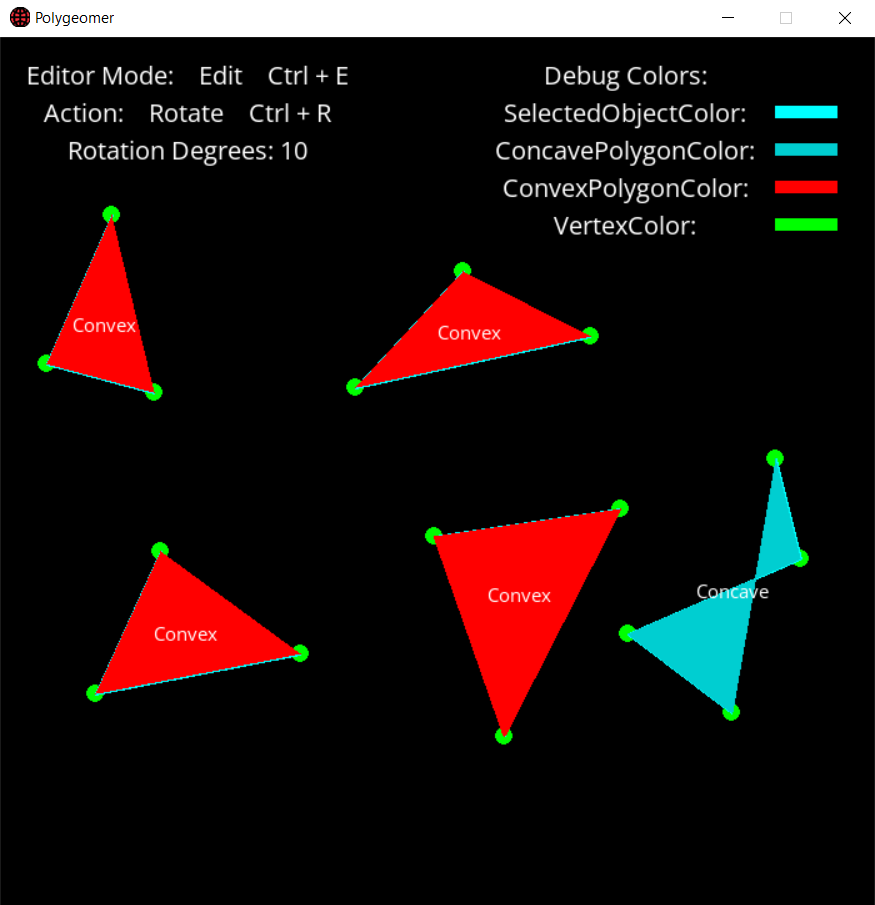 Polygeomer
Editor Mode: Edit Ctrl + E
Action: Rotate Ctrl + R
Rotation Degrees: 10
Debug Colors:
SelectedObjectColor:
ConcavePolygonColor:
ConvexPolygonColor:
VertexColor:
Convex
Convex
Convex
Convex
Concave